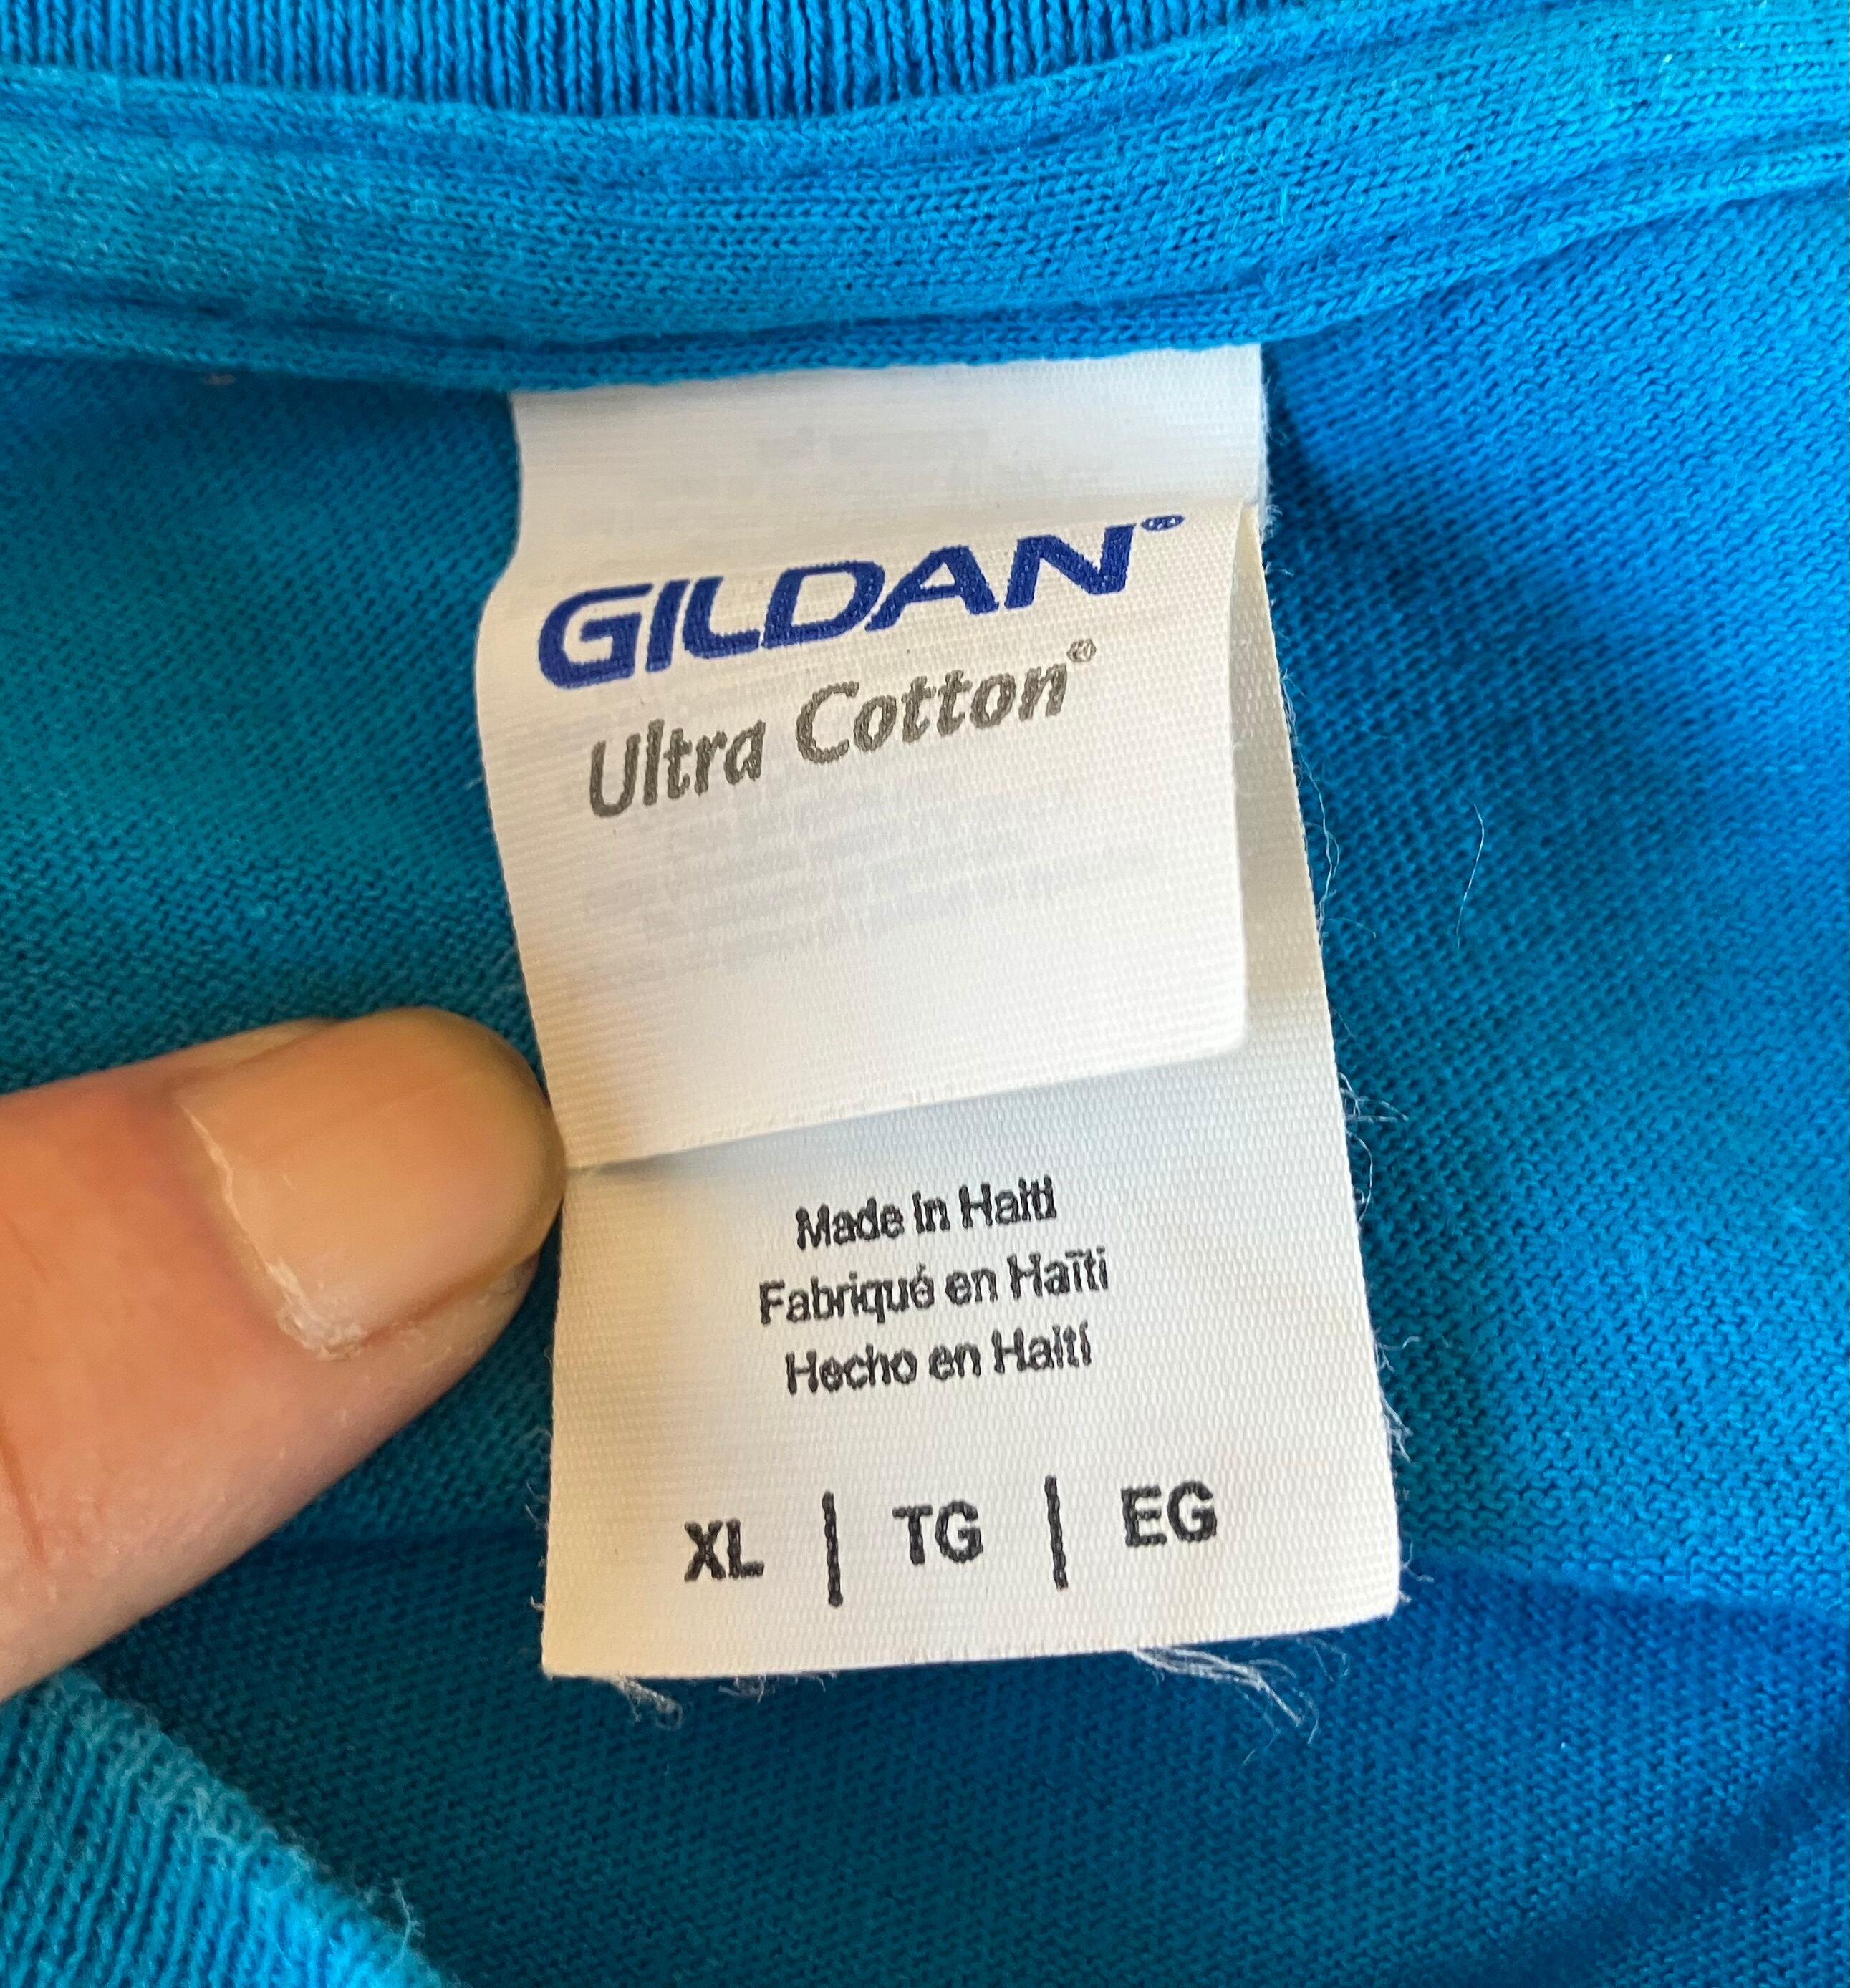 GILDAN®
Ultra Cotton®
Made in Haiti
Fabriqué en Haïti
Hecho en Haití
XL | TG | EG